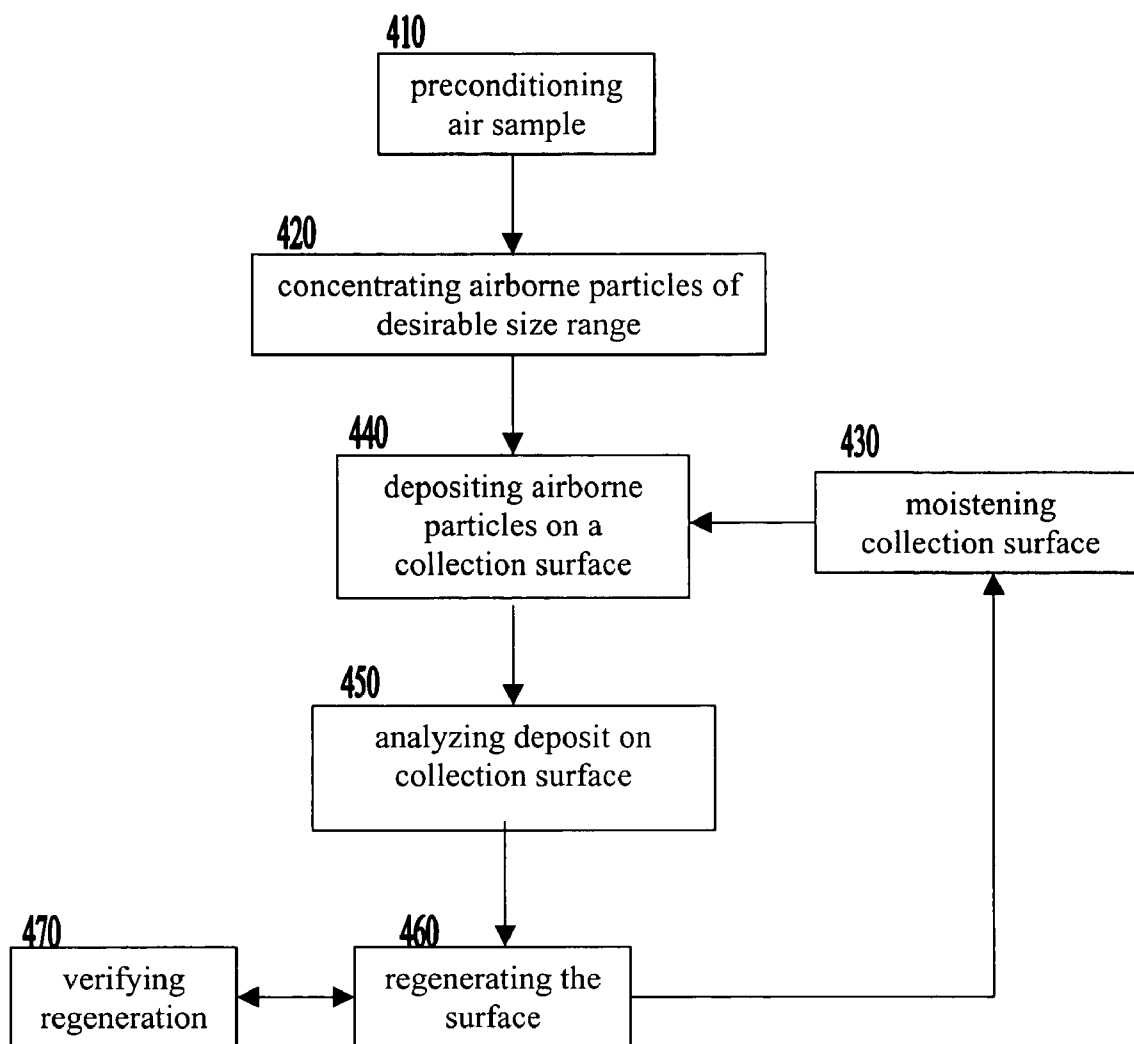 410
preconditioning
air sample
420
concentrating airborne particles of
desirable size range
440
depositing airborne
particles on a
collection surface
430
moistening
collection surface
450
analyzing deposit on
collection surface
470
verifying
regeneration
460
regenerating the
surface